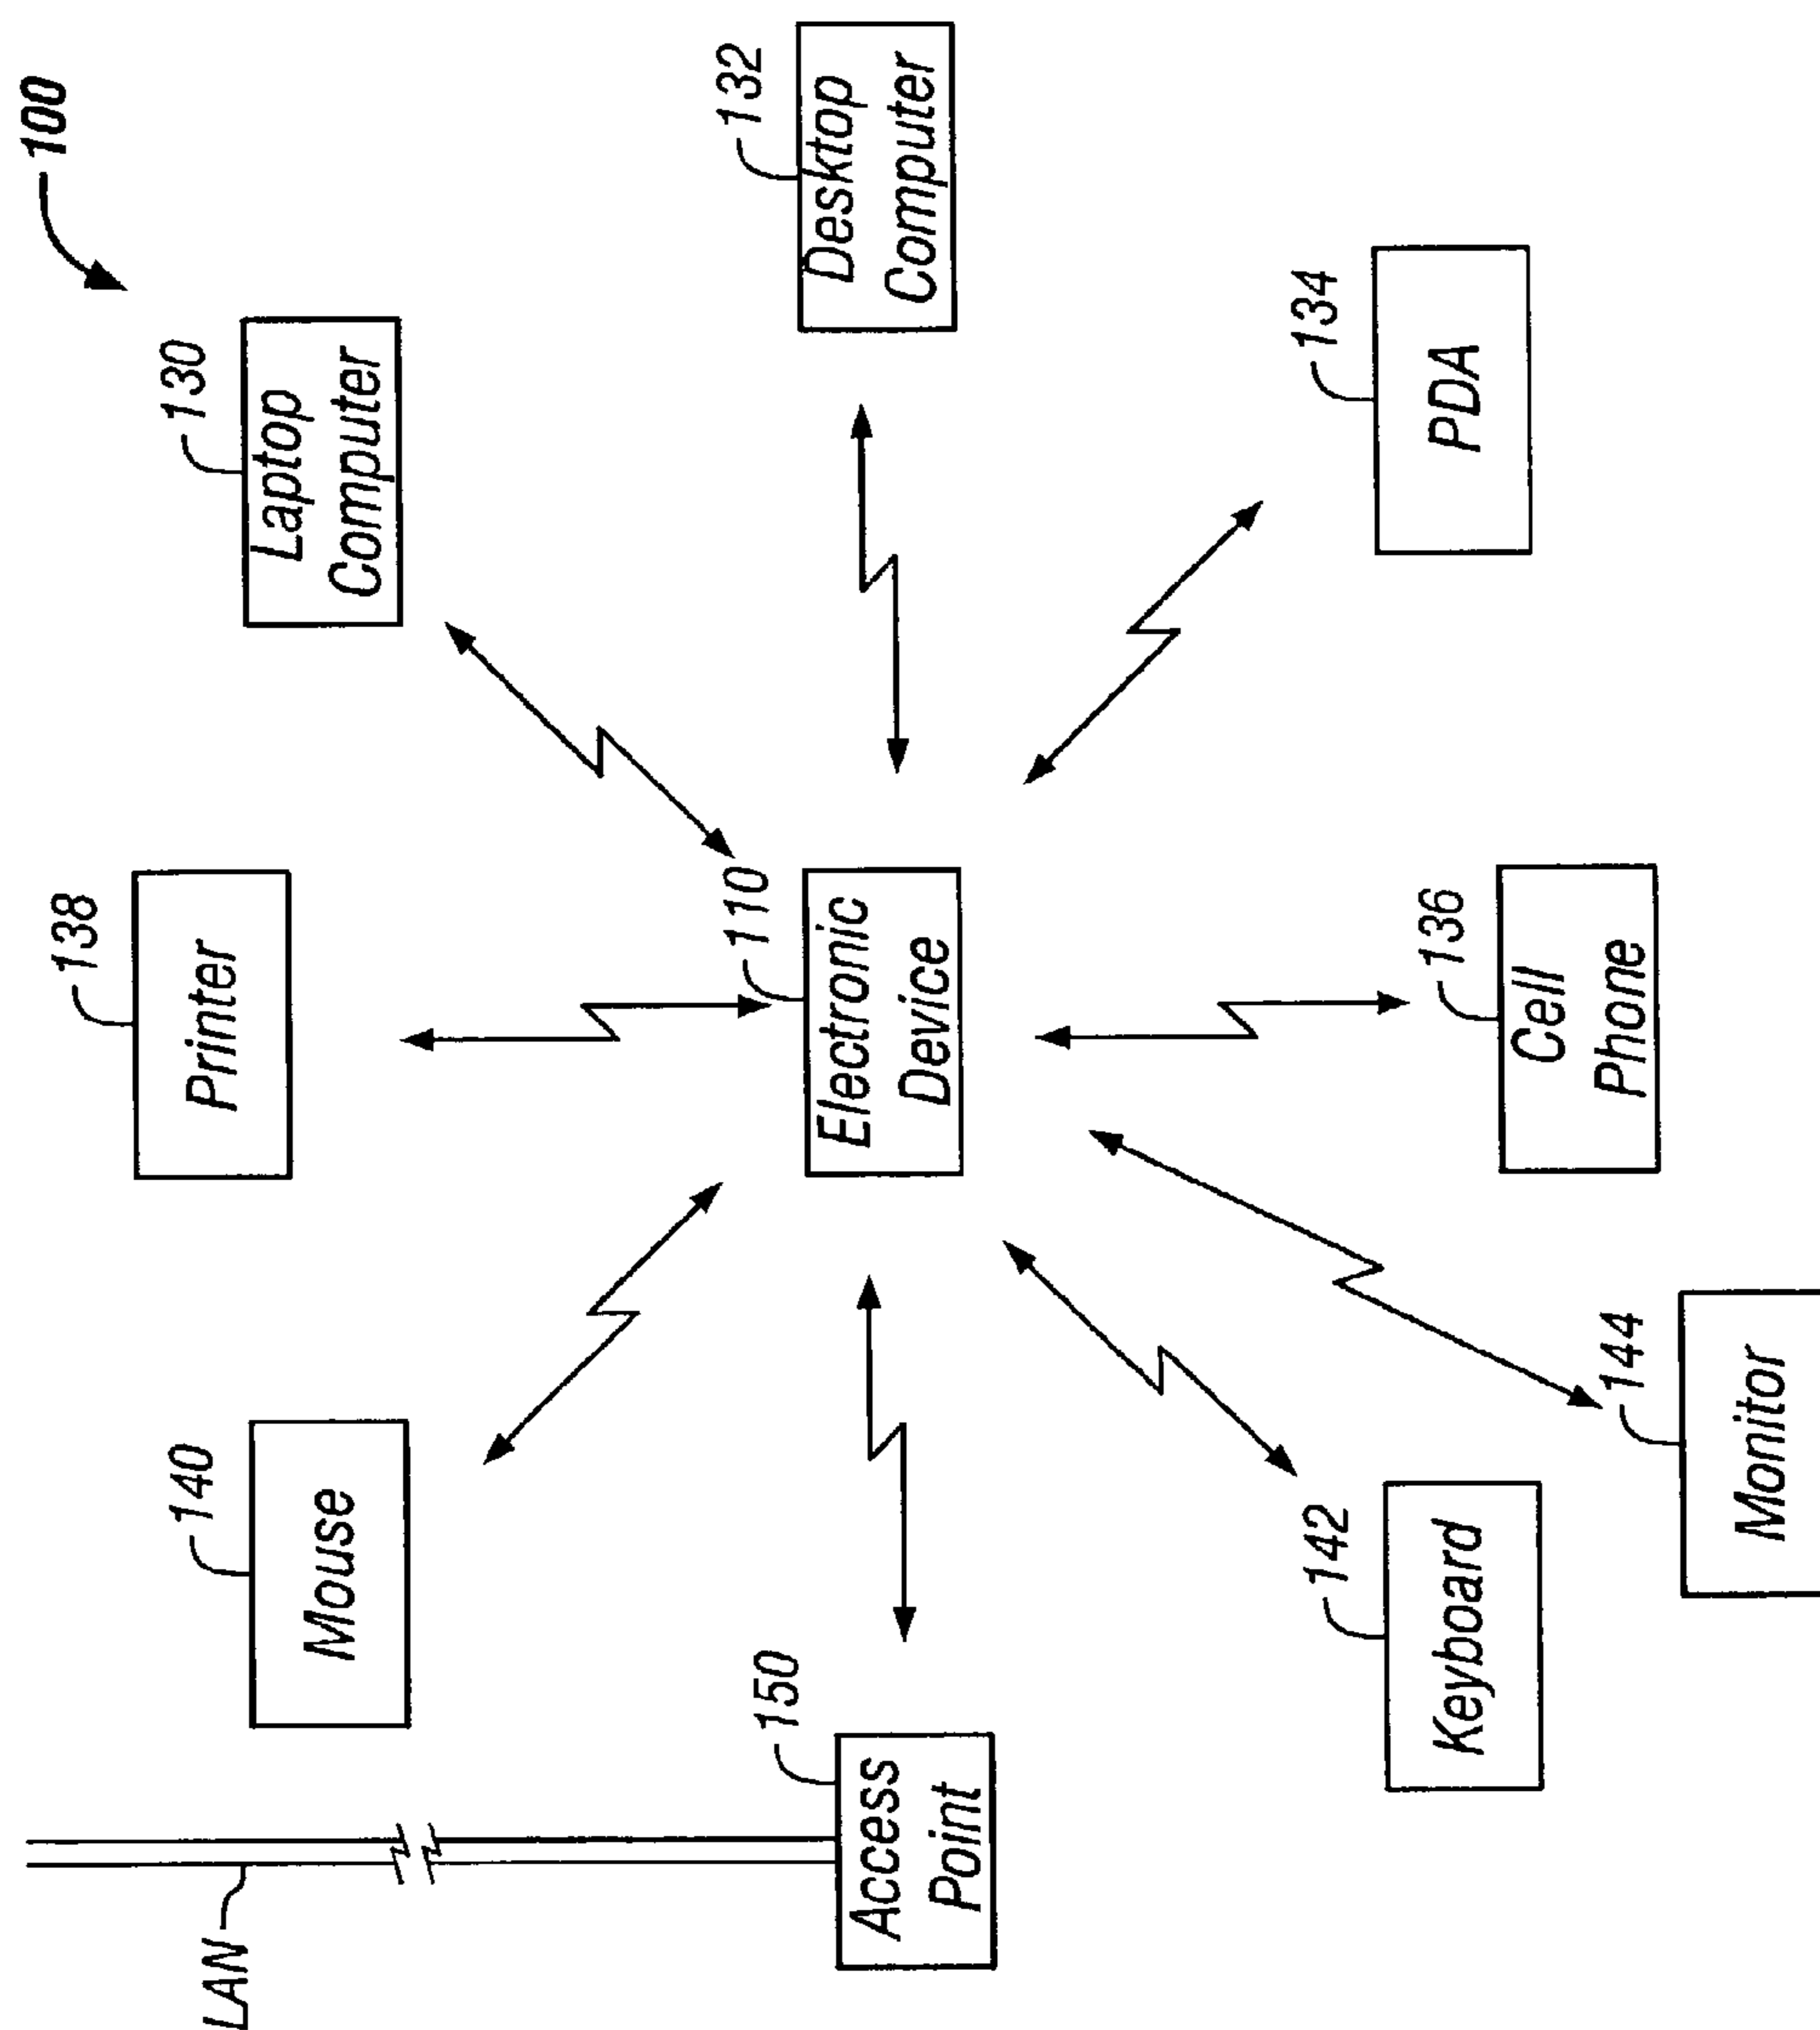 100
LAN
140
Mouse
138
Printer
130
Laptop
Computer
150
Access
Point
110
Electronic
Device
132
Desktop
Computer
142
Keyboard
144
Monitor
136
Cell
Phone
134
PDA